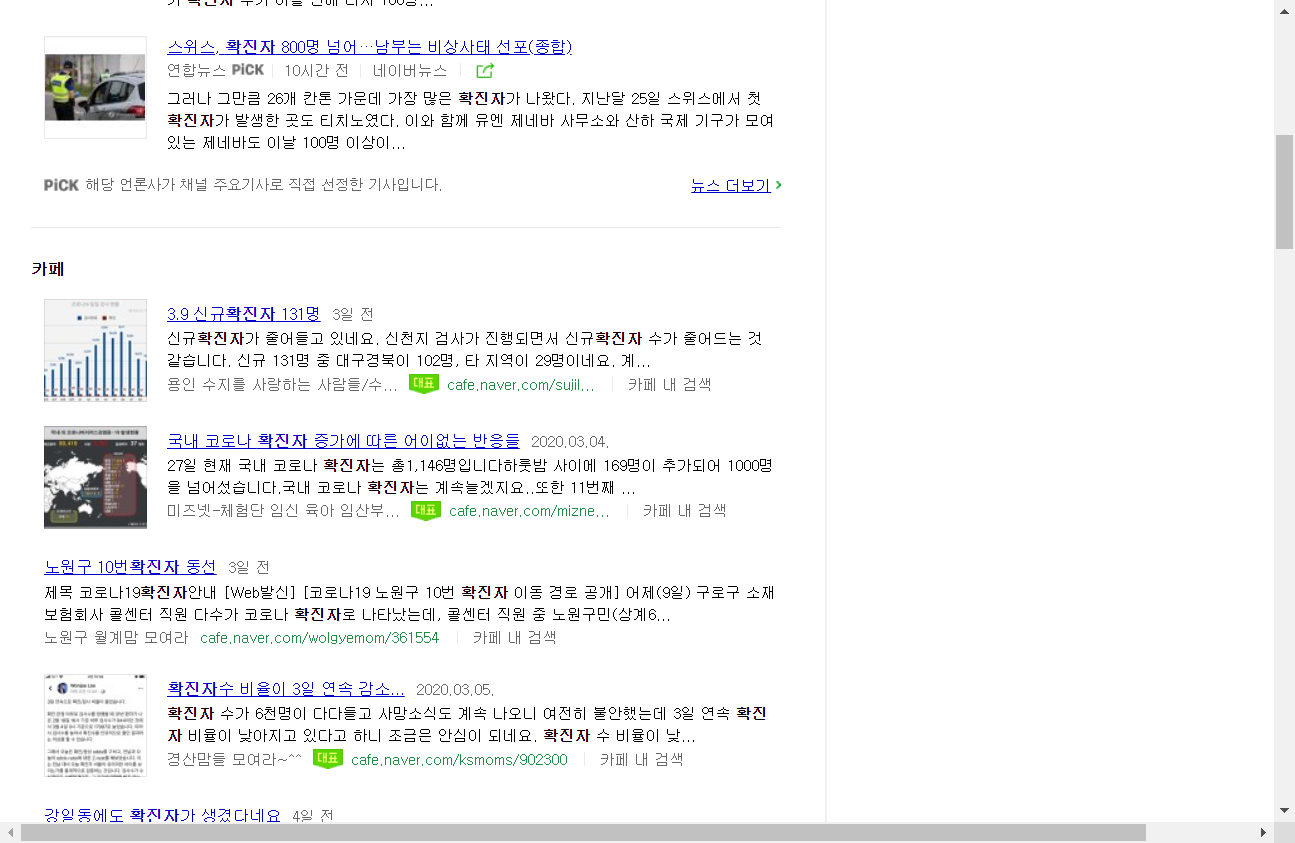 가 확진자 수가 이틀 만에 다시 100명...
스위스, 확진자 800명 넘어…남부는 비상사태 선포(종합)
연합뉴스 PiCK 10시간 전 네이버뉴스
그러나 그만큼 26개 칸톤 가운데 가장 많은 확진자가 나왔다. 지난달 25일 스위스에서 첫
확진자가 발생한 곳도 티치노였다. 이와 함께 유엔 제네바 사무소와 산하 국제 기구가 모여
있는 제네바도 이날 100명 이상이...
PiCK 해당 언론사가 채널 주요기사로 직접 선정한 기사입니다.
뉴스 더보기
카페
3.9 신규확진자 131명 3일 전
신규확진자가 줄어들고 있네요. 신천지 검사가 진행되면서 신규확진자 수가 줄어드는 것
같습니다. 신규 131명 중 대구경북이 102명, 타 지역이 29명이네요. 계...
용인 수지를 사랑하는 사람들/수... 대표 cafe.naver.com/sujil... 카페 내 검색
국내 코로나 확진자 증가에 따른 어이없는 반응들 2020.03.04.
27일 현재 국내 코로나 확진자는 총1,146명입니다하룻밤 사이에 169명이 추가되어 1000명
을 넘어섰습니다.국내 코로나 확진자는 계속늘겠지요..또한 11번째 ...
미즈넷-체험단 임신 육아 임산부... 대표 cafe.naver.com/mizne... 카페 내 검색
노원구 10번확진자 동선 3일 전
제목 코로나19확진자안내 [Web발신] [코로나19 노원구 10번 확진자 이동 경로 공개] 어제(9일) 구로구 소재
보험회사 콜센터 직원 다수가 코로나 확진자로 나타났는데, 콜센터 직원 중 노원구민(상계6...
노원구 월계맘 모여라 cafe.naver.com/wolgyemom/361554 카페 내 검색
확진자수 비율이 3일 연속 감소... 2020.03.05.
확진자 수가 6천명이 다다들고 사망소식도 계속 나오니 여전히 불안했는데 3일 연속 확진
자 비율이 낮아지고 있다고 하니 조금은 안심이 되네요. 확진자 수 비율이 낮...
경산맘들 모여라~^^ 대표 cafe.naver.com/ksmoms/902300 카페 내 검색
강일동에도 확진자가 생겼다네요 4일 전